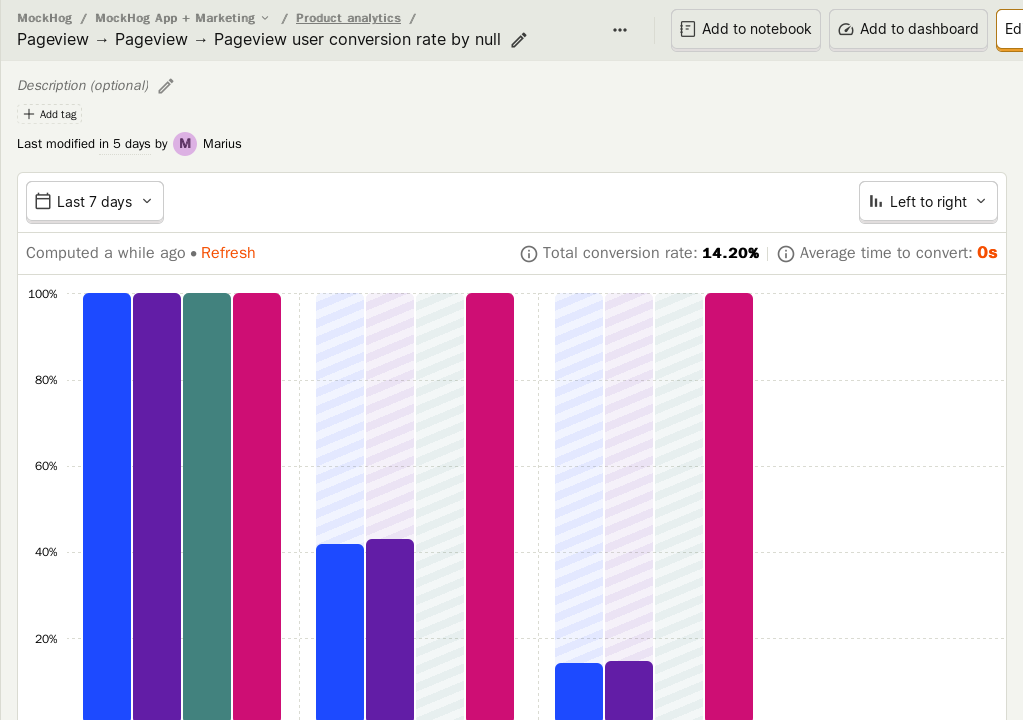 MockHog / MockHog App + Marketing / Product analytics /
Pageview → Pageview → Pageview user conversion rate by null
Add to notebook
Add to dashboard
Ed
Description (optional)
Add tag
Last modified in 5 days by M Marius
Last 7 days
Left to right
Computed a while ago • Refresh
Total conversion rate: 14.20%
Average time to convert: 0s
100%
80%
60%
40%
20%